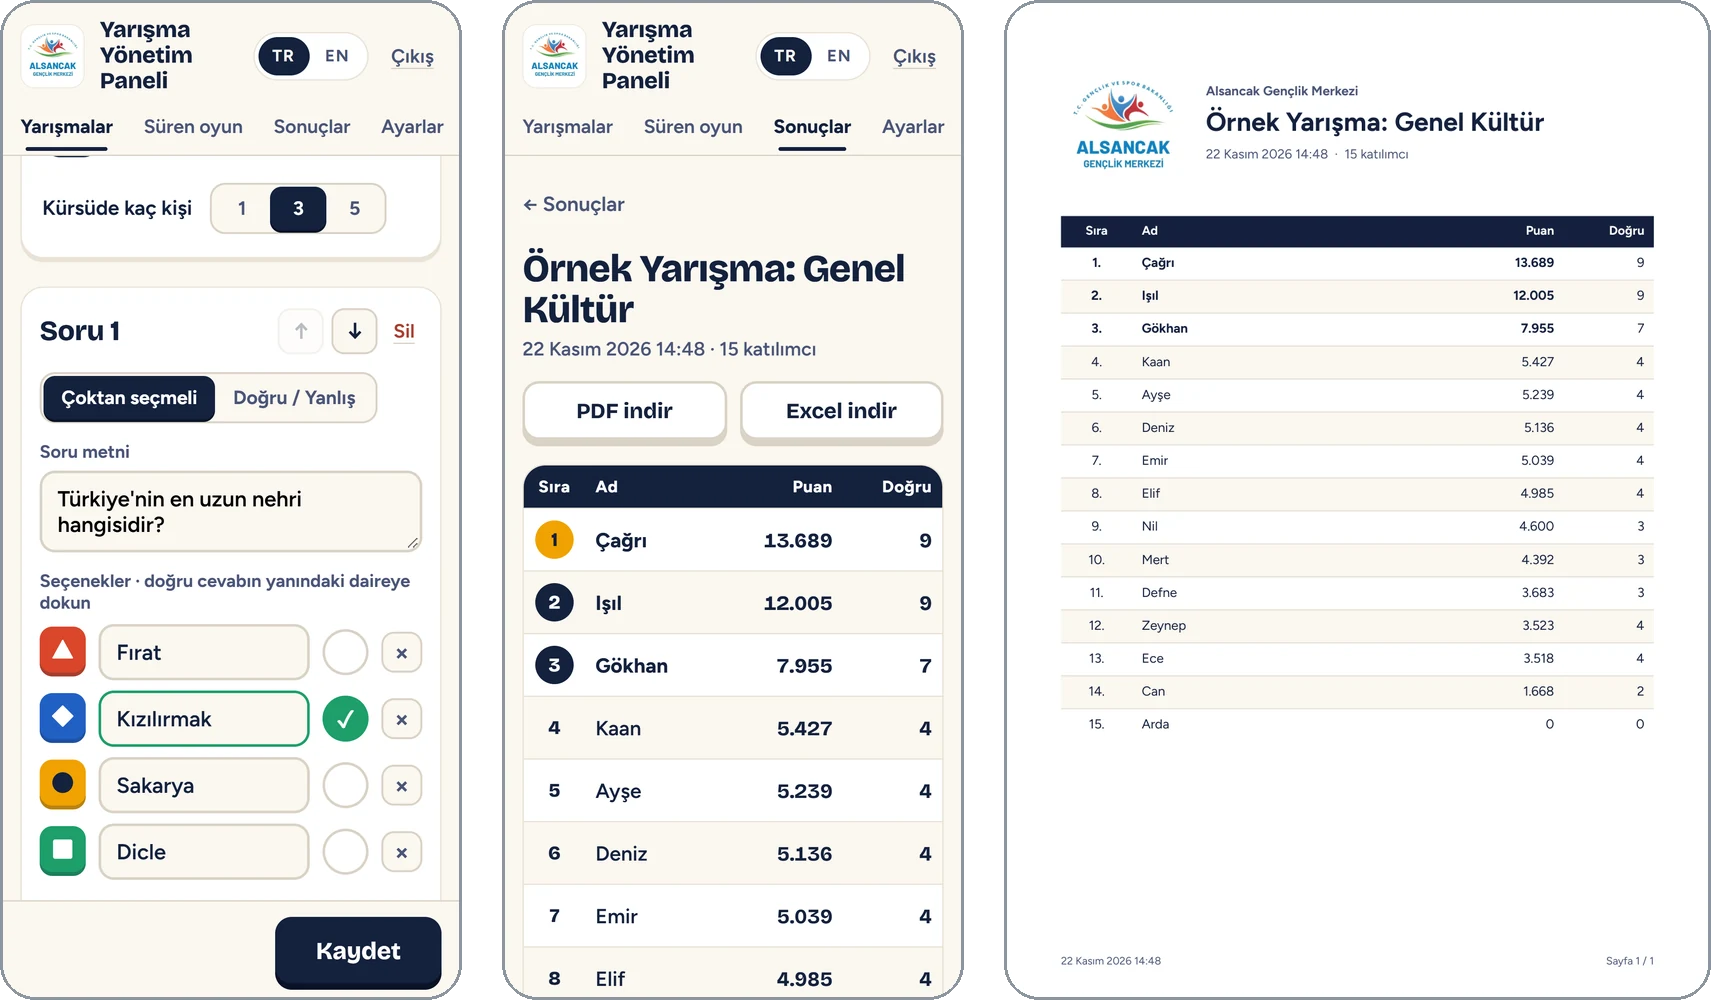 ALSANCAK
GENÇLİK MERKEZİ
Yarışma
Yönetim
Paneli
TR
EN
Çıkış
Yarışmalar
Süren oyun
Sonuçlar
Ayarlar
Kürsüde kaç kişi
1
3
5
Soru 1
↑
↓
Sil
Çoktan seçmeli
Doğru / Yanlış
Soru metni
Türkiye'nin en uzun nehri
hangisidir?
Seçenekler · doğru cevabın yanındaki daireye
dokun
Fırat
×
Kızılırmak
✓
×
Sakarya
×
Dicle
×
Kaydet
ALSANCAK
GENÇLİK MERKEZİ
Yarışma
Yönetim
Paneli
TR
EN
Çıkış
Yarışmalar
Süren oyun
Sonuçlar
Ayarlar
← Sonuçlar
Örnek Yarışma: Genel
Kültür
22 Kasım 2026 14:48 · 15 katılımcı
PDF indir
Excel indir
Sıra Ad Puan Doğru
1 Çağrı 13.689 9
2 Işıl 12.005 9
3 Gökhan 7.955 7
4 Kaan 5.427 4
5 Ayşe 5.239 4
6 Deniz 5.136 4
7 Emir 5.039 4
8 Elif 4.985 4
T.C. GENÇLİK VE SPOR BAKANLIĞI
ALSANCAK
GENÇLİK MERKEZİ
Alsancak Gençlik Merkezi
Örnek Yarışma: Genel Kültür
22 Kasım 2026 14:48 · 15 katılımcı
Sıra Ad Puan Doğru
1. Çağrı 13.689 9
2. Işıl 12.005 9
3. Gökhan 7.955 7
4. Kaan 5.427 4
5. Ayşe 5.239 4
6. Deniz 5.136 4
7. Emir 5.039 4
8. Elif 4.985 4
9. Nil 4.600 3
10. Mert 4.392 3
11. Defne 3.683 3
12. Zeynep 3.523 4
13. Ece 3.518 4
14. Can 1.668 2
15. Arda 0 0
22 Kasım 2026 14:48
Sayfa 1 / 1